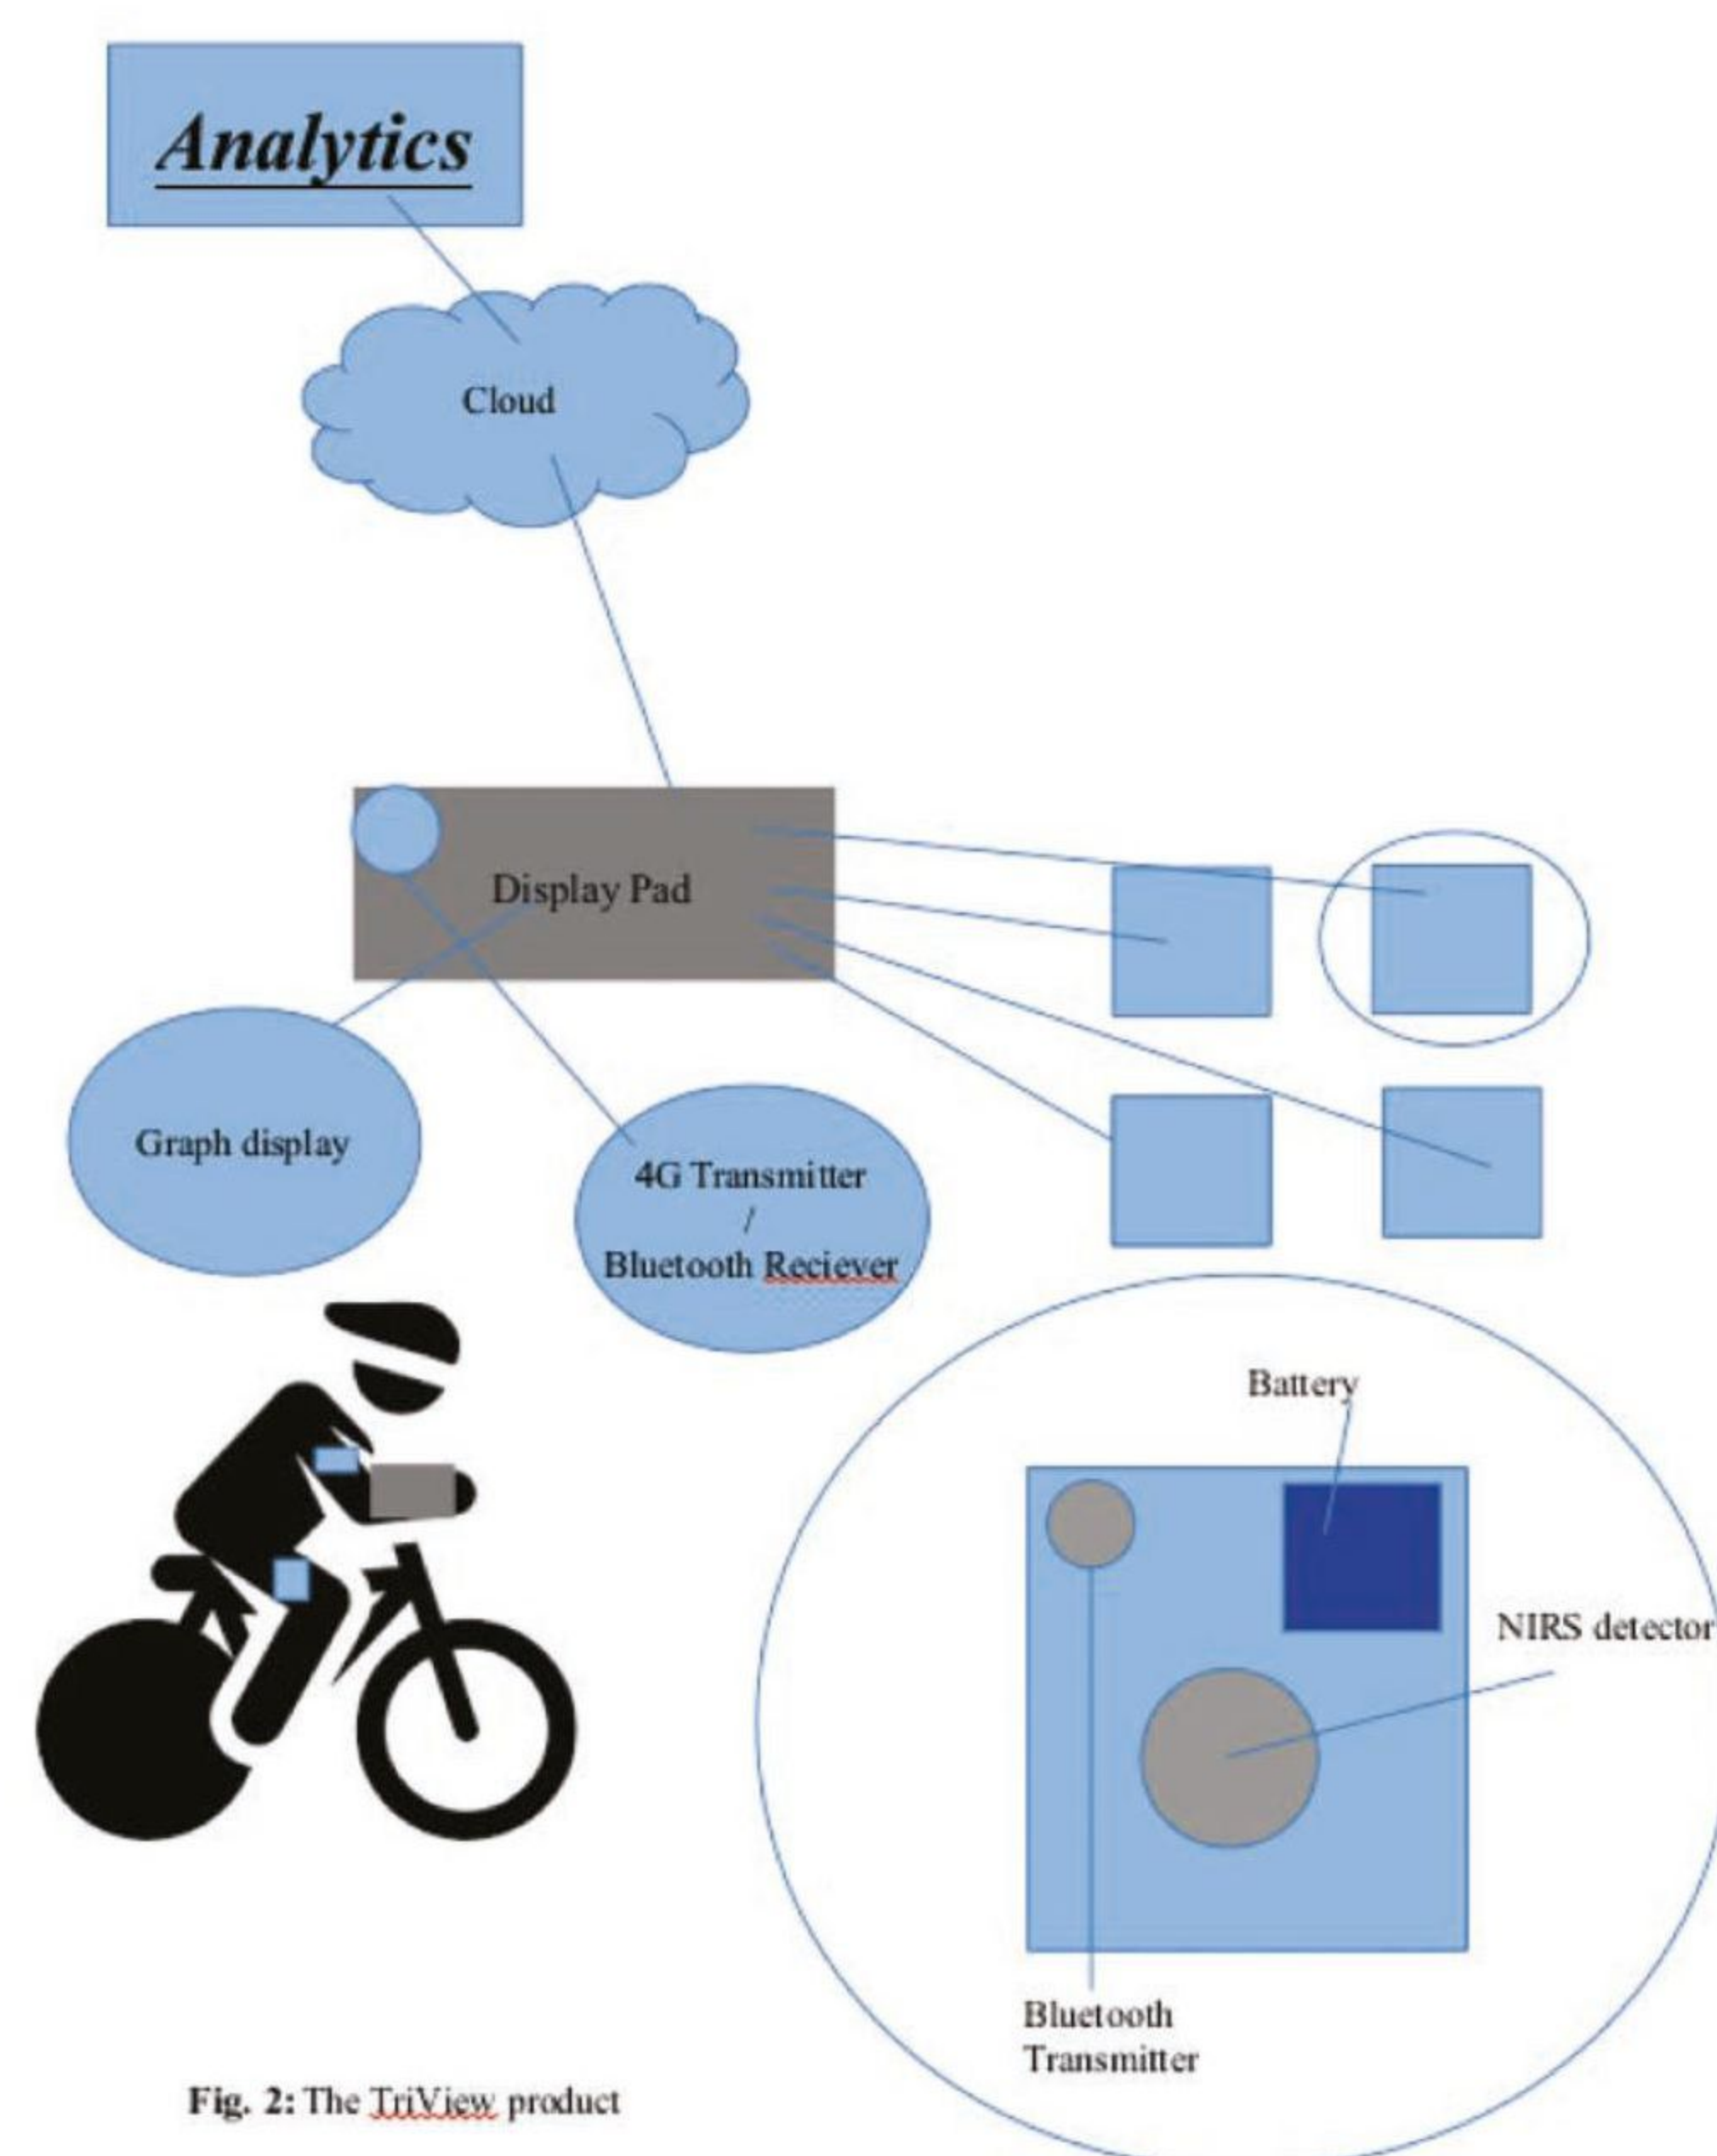 Analytics
Cloud
Display Pad
Graph display
4G Transmitter
/
Bluetooth Reciever
Battery
NIRS detector
Bluetooth
Transmitter
Fig. 2: The TriView product